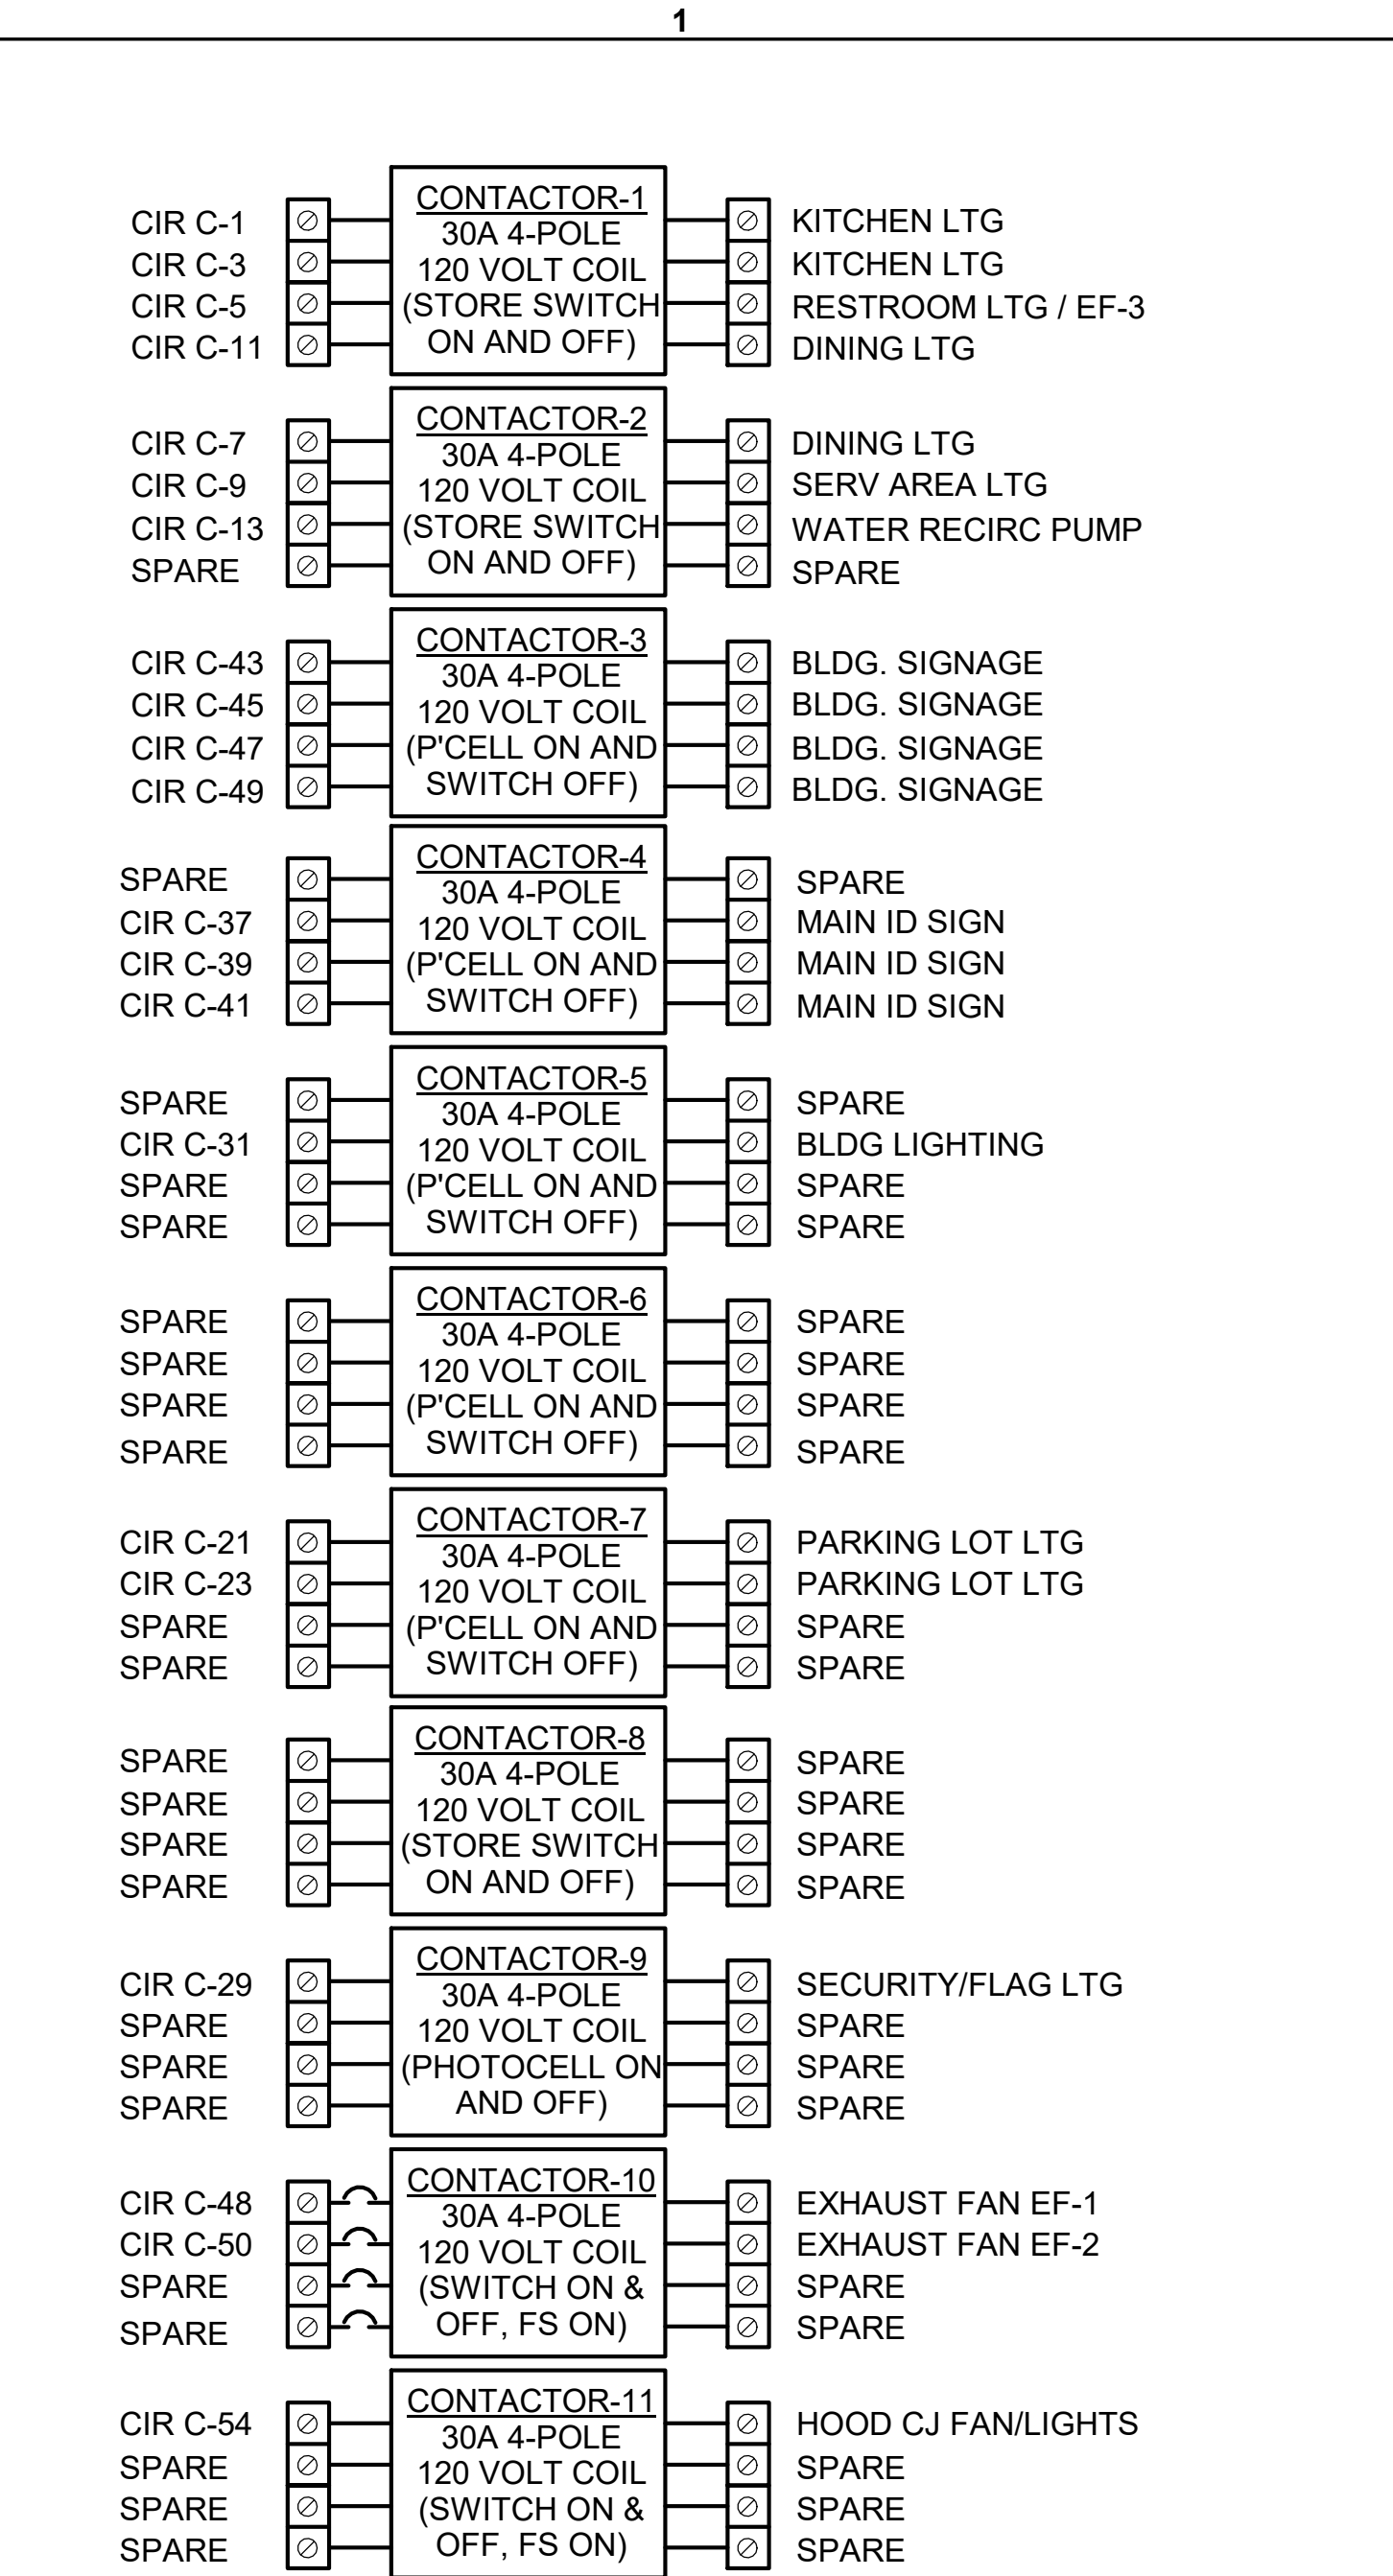 1
CIR C-1
CIR C-3
CIR C-5
CIR C-11
CONTACTOR-1
30A 4-POLE
120 VOLT COIL
(STORE SWITCH
ON AND OFF)
KITCHEN LTG
KITCHEN LTG
RESTROOM LTG / EF-3
DINING LTG
CIR C-7
CIR C-9
CIR C-13
SPARE
CONTACTOR-2
30A 4-POLE
120 VOLT COIL
(STORE SWITCH
ON AND OFF)
DINING LTG
SERV AREA LTG
WATER RECIRC PUMP
SPARE
CIR C-43
CIR C-45
CIR C-47
CIR C-49
CONTACTOR-3
30A 4-POLE
120 VOLT COIL
(P'CELL ON AND
SWITCH OFF)
BLDG. SIGNAGE
BLDG. SIGNAGE
BLDG. SIGNAGE
BLDG. SIGNAGE
SPARE
CIR C-37
CIR C-39
CIR C-41
CONTACTOR-4
30A 4-POLE
120 VOLT COIL
(P'CELL ON AND
SWITCH OFF)
SPARE
MAIN ID SIGN
MAIN ID SIGN
MAIN ID SIGN
SPARE
CIR C-31
SPARE
SPARE
CONTACTOR-5
30A 4-POLE
120 VOLT COIL
(P'CELL ON AND
SWITCH OFF)
SPARE
BLDG LIGHTING
SPARE
SPARE
SPARE
SPARE
SPARE
SPARE
CONTACTOR-6
30A 4-POLE
120 VOLT COIL
(P'CELL ON AND
SWITCH OFF)
SPARE
SPARE
SPARE
SPARE
CIR C-21
CIR C-23
SPARE
SPARE
CONTACTOR-7
30A 4-POLE
120 VOLT COIL
(P'CELL ON AND
SWITCH OFF)
PARKING LOT LTG
PARKING LOT LTG
SPARE
SPARE
SPARE
SPARE
SPARE
SPARE
CONTACTOR-8
30A 4-POLE
120 VOLT COIL
(STORE SWITCH
ON AND OFF)
SPARE
SPARE
SPARE
SPARE
CIR C-29
SPARE
SPARE
SPARE
CONTACTOR-9
30A 4-POLE
120 VOLT COIL
(PHOTOCELL ON
AND OFF)
SECURITY/FLAG LTG
SPARE
SPARE
SPARE
CIR C-48
CIR C-50
SPARE
SPARE
CONTACTOR-10
30A 4-POLE
120 VOLT COIL
(SWITCH ON &
OFF, FS ON)
EXHAUST FAN EF-1
EXHAUST FAN EF-2
SPARE
SPARE
CIR C-54
SPARE
SPARE
SPARE
CONTACTOR-11
30A 4-POLE
120 VOLT COIL
(SWITCH ON &
OFF, FS ON)
HOOD CJ FAN/LIGHTS
SPARE
SPARE
SPARE